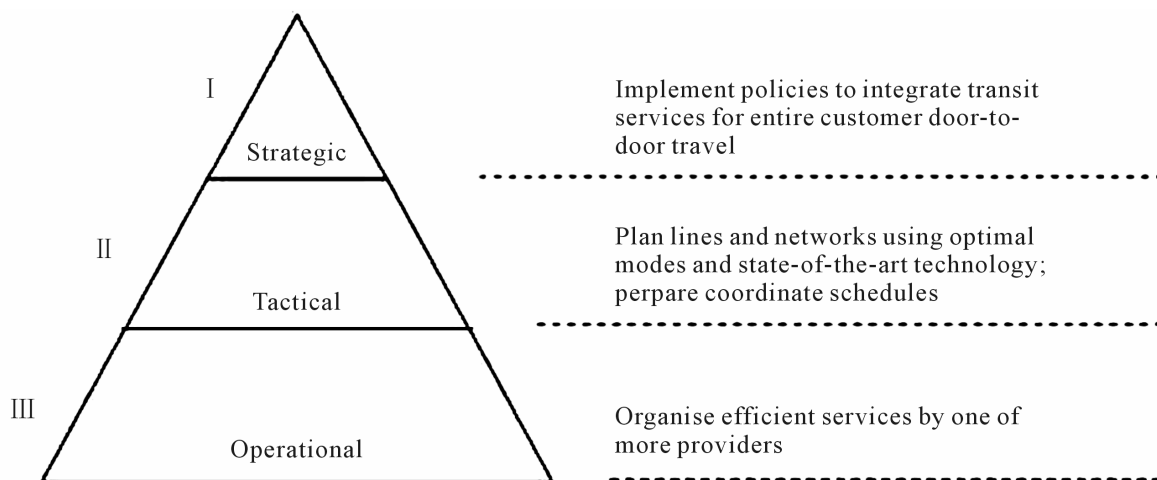 I
Implement policies to integrate transit
services for entire customer door-to-
door travel
Strategic
II
Plan lines and networks using optimal
modes and state-of-the-art technology;
perpare coordinate schedules
Tactical
III
Organise efficient services by one of
more providers
Operational